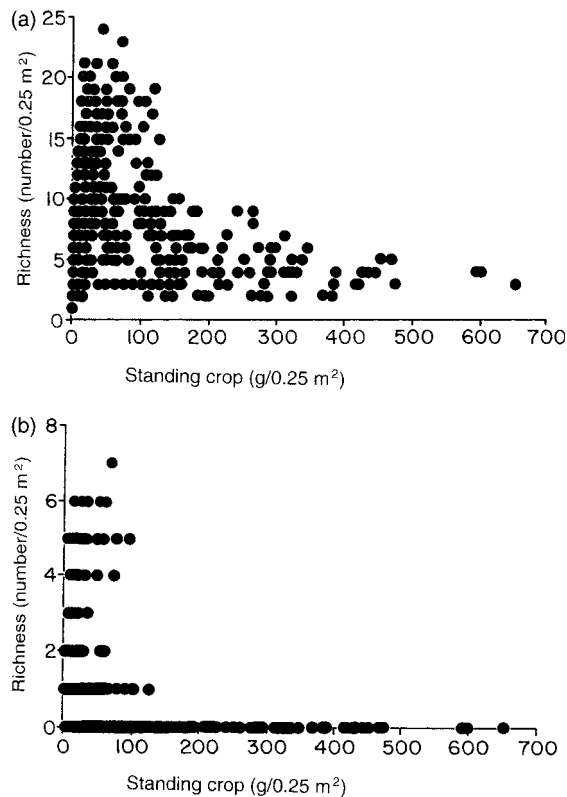 (a)
25
20
15
10
5
0
Richness (number/0.25 m²)
0 100 200 300 400 500 600 700
Standing crop (g/0.25 m²)
(b)
8
6
4
2
0
Richness (number/0.25 m²)
0 100 200 300 400 500 600 700
Standing crop (g/0.25 m²)